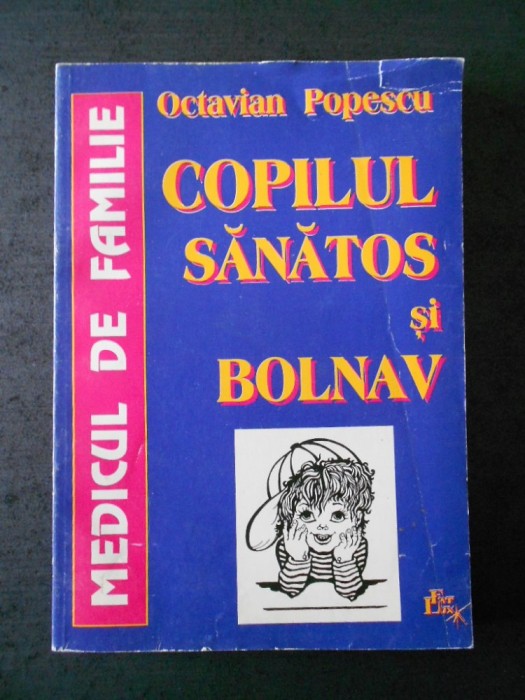 Octavian Popescu
MEDICUL DE FAMILIE
COPILUL
SĂNĂTOS
și
BOLNAV